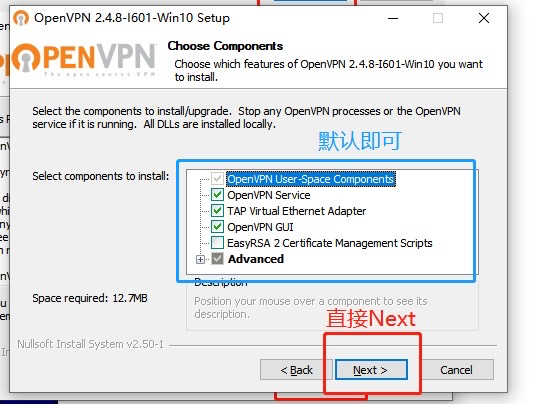 OpenVPN 2.4.8-I601-Win10 Setup
OPENVPN
The open source VPN
Choose Components
Choose which features of OpenVPN 2.4.8-I601-Win10 you want
to install.
Select the components to install/upgrade. Stop any OpenVPN processes or the OpenVPN
service if it is running. All DLLs are installed locally.
默认即可
Select components to install:
OpenVPN User-Space Components
OpenVPN Service
TAP Virtual Ethernet Adapter
OpenVPN GUI
EasyRSA 2 Certificate Management Scripts
Advanced
Space required: 12.7MB
Description
Position your mouse over a component to see its
description.
直接Next
Nullsoft Install System v2.50-1
< Back
Next >
Cancel